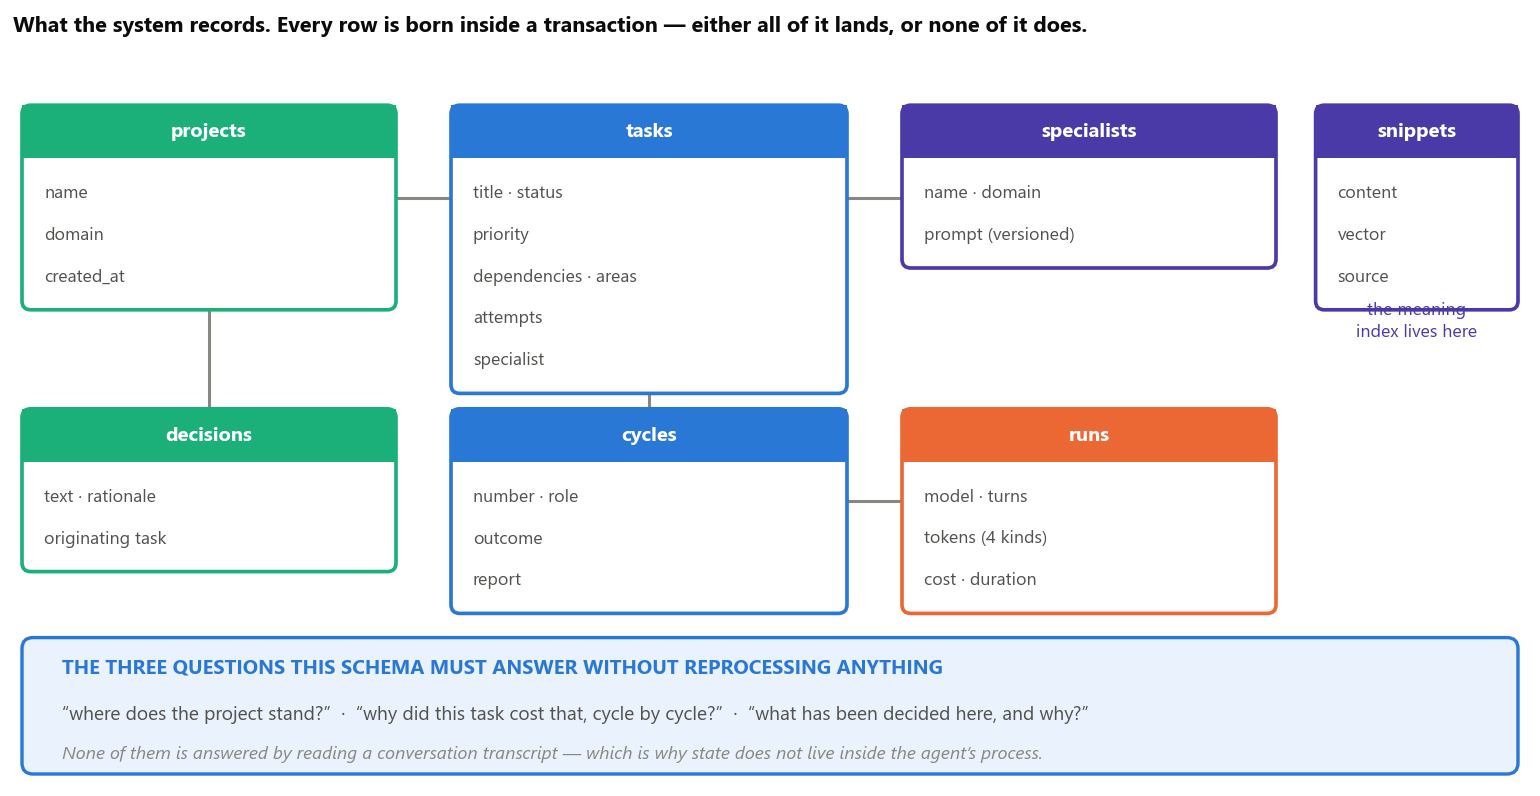 What the system records. Every row is born inside a transaction — either all of it lands, or none of it does.
projects
name
domain
created_at
tasks
title · status
priority
dependencies · areas
attempts
specialist
specialists
name · domain
prompt (versioned)
snippets
content
vector
source
the meaning
index lives here
decisions
text · rationale
originating task
cycles
number · role
outcome
report
runs
model · turns
tokens (4 kinds)
cost · duration
THE THREE QUESTIONS THIS SCHEMA MUST ANSWER WITHOUT REPROCESSING ANYTHING
“where does the project stand?” · “why did this task cost that, cycle by cycle?” · “what has been decided here, and why?”
None of them is answered by reading a conversation transcript — which is why state does not live inside the agent’s process.